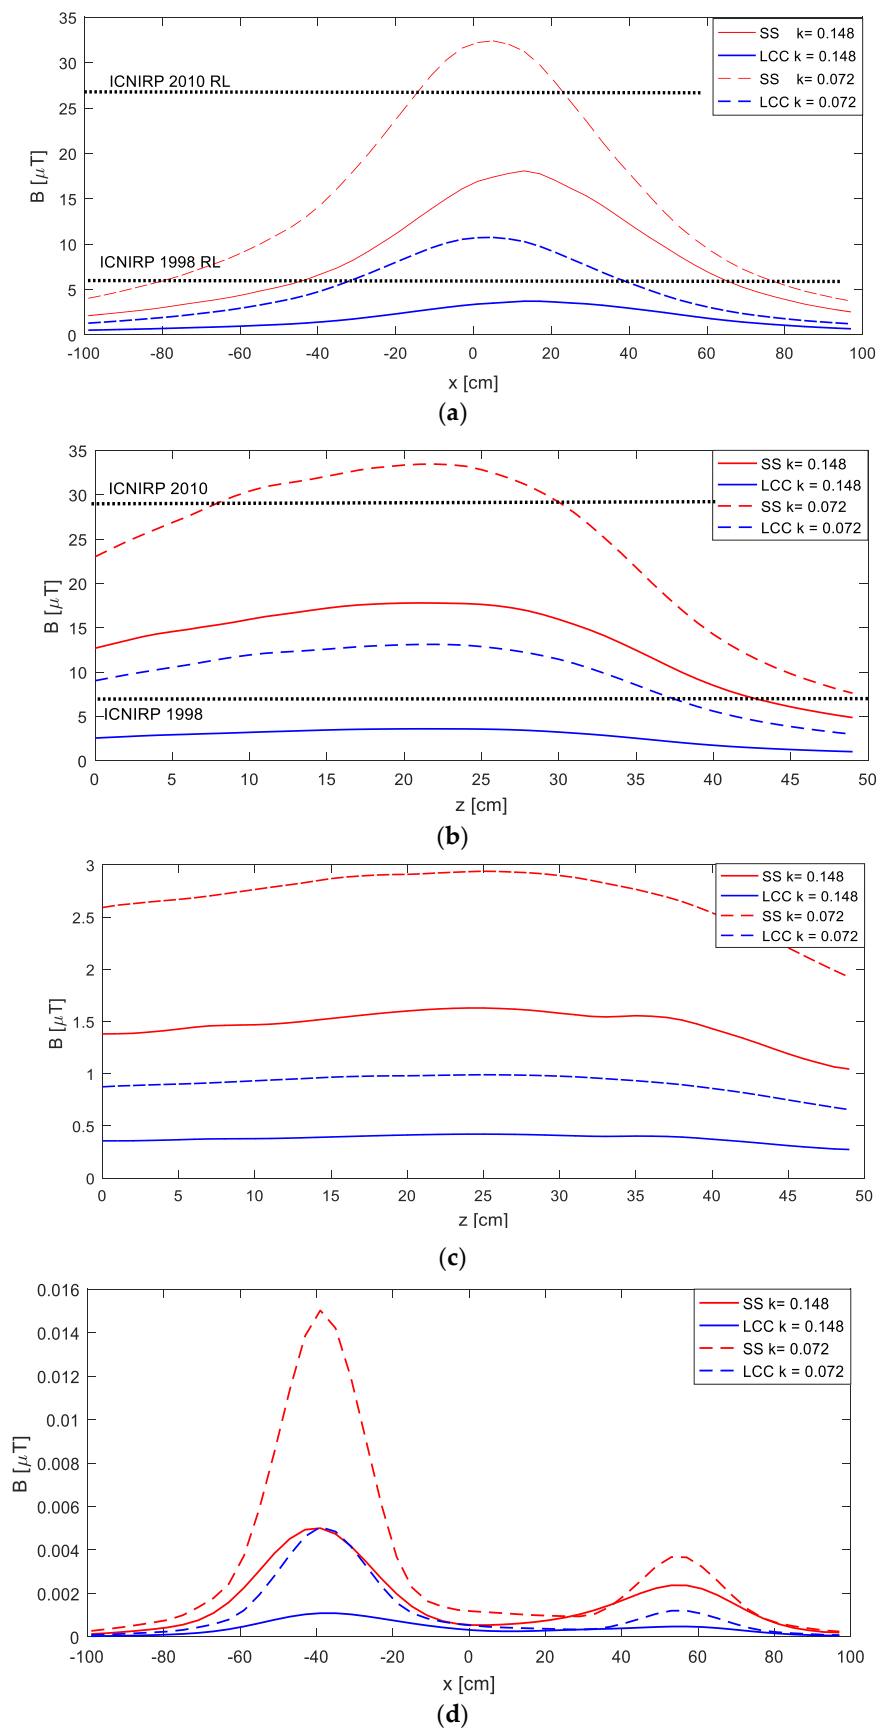 35
30
25
20
15
10
5
0
B [μT]
ICNIRP 2010 RL
ICNIRP 1998 RL
SS k= 0.148
LCC k = 0.148
SS k= 0.072
LCC k = 0.072
-100 -80 -60 -40 -20 0 20 40 60 80 100
x [cm]
(a)
35
30
25
20
15
10
5
0
B [μT]
ICNIRP 2010
ICNIRP 1998
SS k= 0.148
LCC k= 0.148
SS k= 0.072
LCC k= 0.072
0 5 10 15 20 25 30 35 40 45 50
z [cm]
(b)
3
2.5
2
1.5
1
0.5
0
B [μT]
SS k= 0.148
LCC k = 0.148
SS k= 0.072
LCC k = 0.072
0 5 10 15 20 25 30 35 40 45 50
z [cm]
(c)
0.016
0.014
0.012
0.01
0.008
0.006
0.004
0.002
0
B [μT]
SS k= 0.148
LCC k = 0.148
SS k= 0.072
LCC k = 0.072
-100 -80 -60 -40 -20 0 20 40 60 80 100
x [cm]
(d)